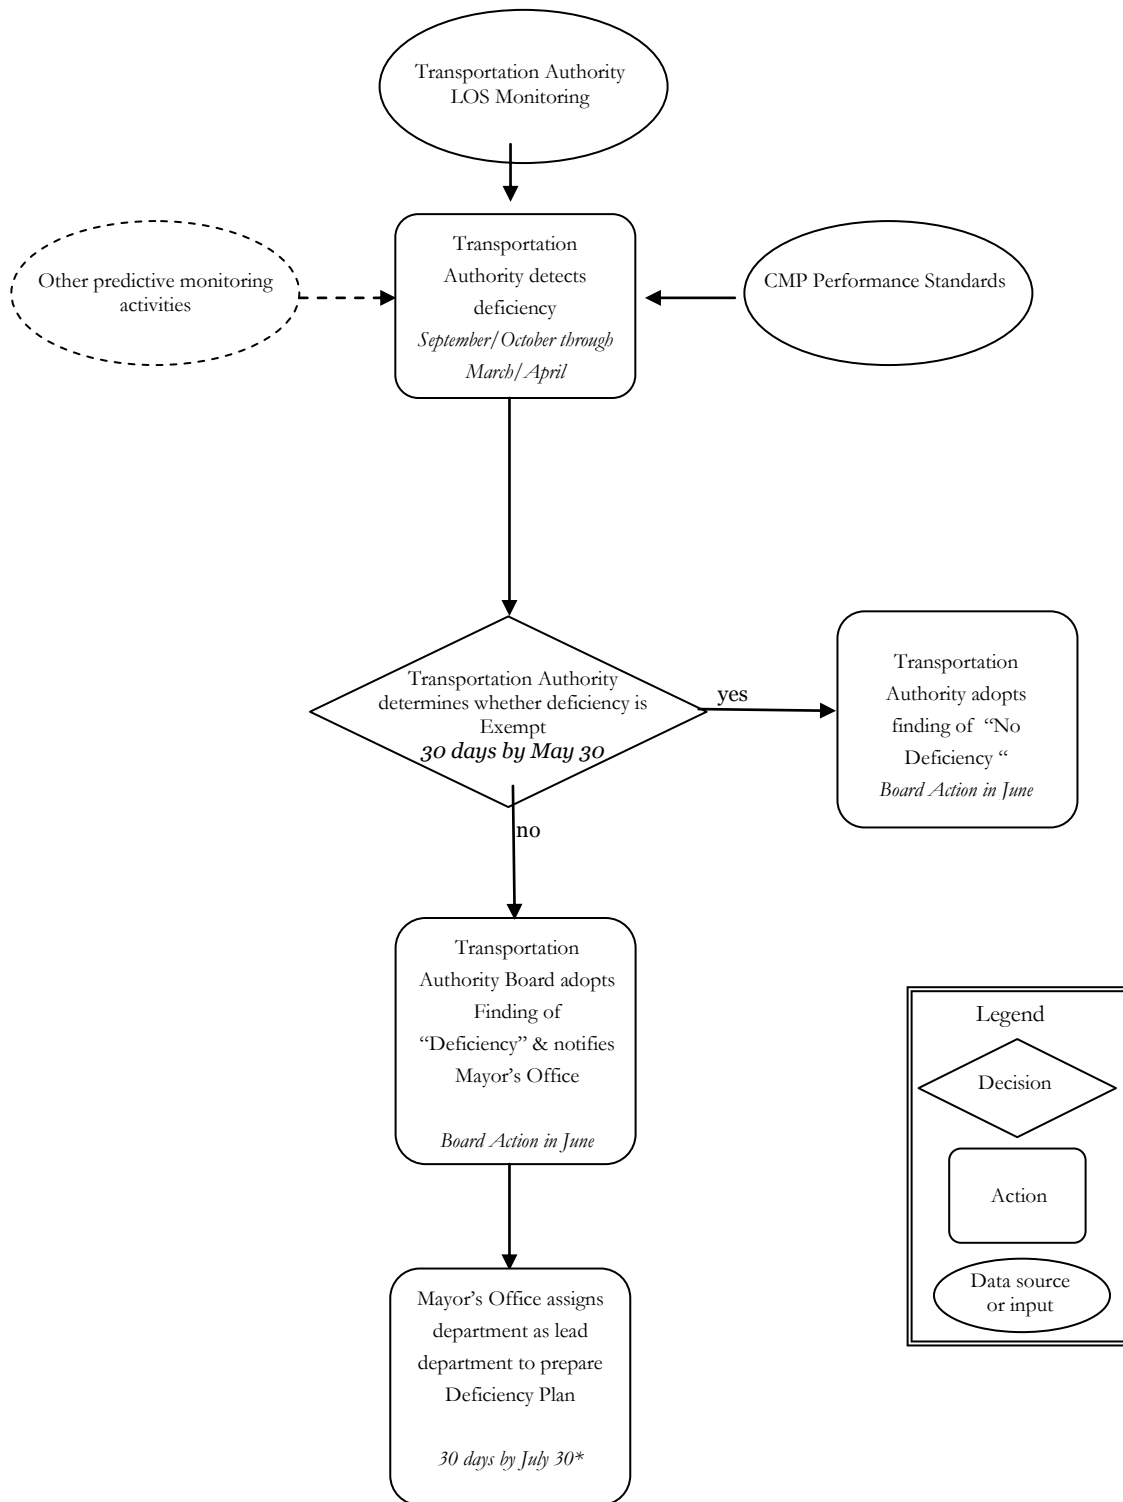 Transportation Authority
LOS Monitoring
Other predictive monitoring
activities
Transportation
Authority detects
deficiency
September/October through
March/April
CMP Performance Standards
Transportation Authority
determines whether deficiency is
Exempt
30 days by May 30
yes
Transportation
Authority adopts
finding of “No
Deficiency “
Board Action in June
no
Transportation
Authority Board adopts
Finding of
“Deficiency” & notifies
Mayor’s Office
Board Action in June
Mayor’s Office assigns
department as lead
department to prepare
Deficiency Plan
30 days by July 30*
Legend
Decision
Action
Data source
or input